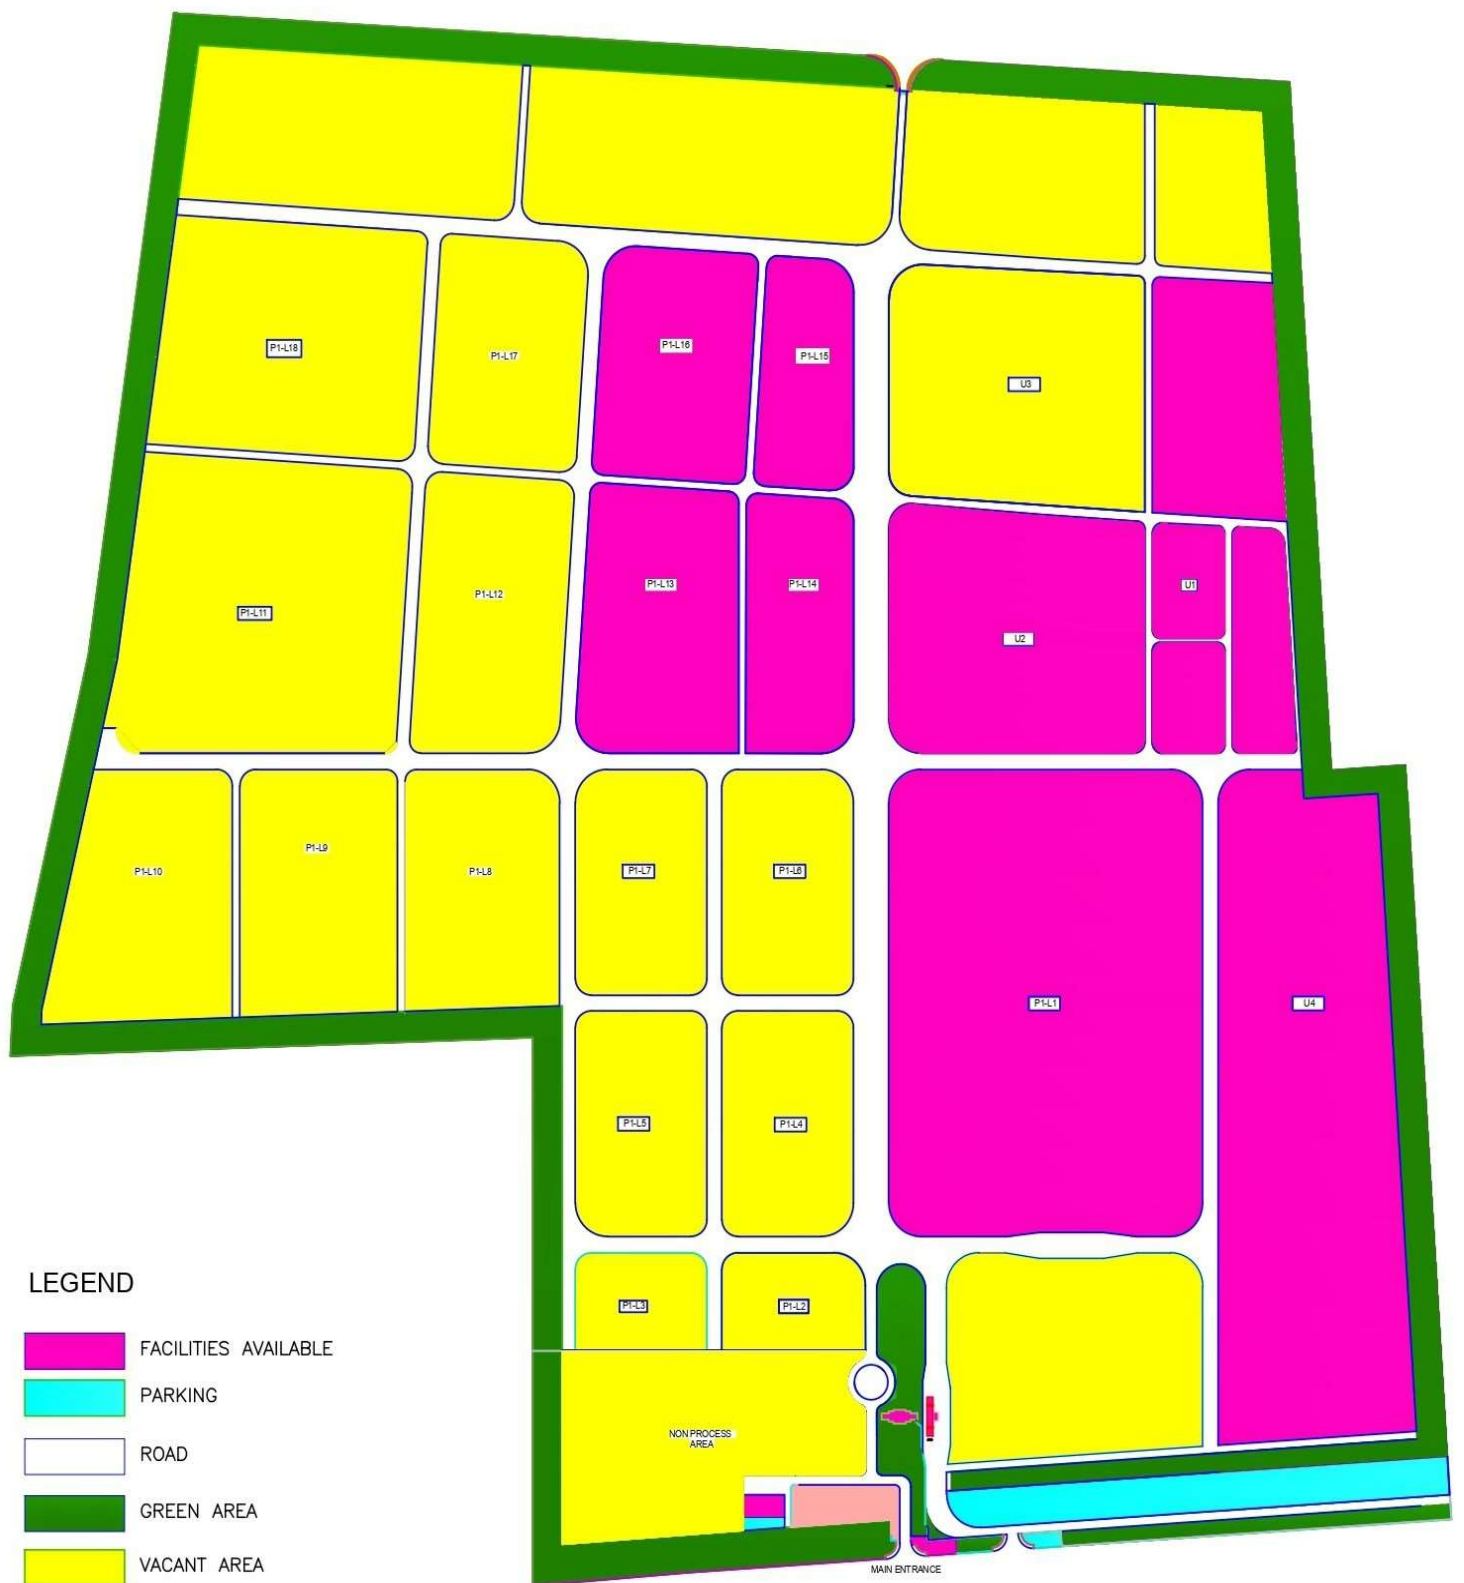 P1-L18
P1-L17
P1-L16
P1-L15
U3
P1-L11
P1-L12
P1-L13
P1-L14
U2
U1
P1-L10
P1-L9
P1-L8
P1-L7
P1-L6
P1-L1
U4
P1-L5
P1-L4
P1-L3
P1-L2
NON PROCESS
AREA
MAIN ENTRANCE
LEGEND
FACILITIES AVAILABLE
PARKING
ROAD
GREEN AREA
VACANT AREA